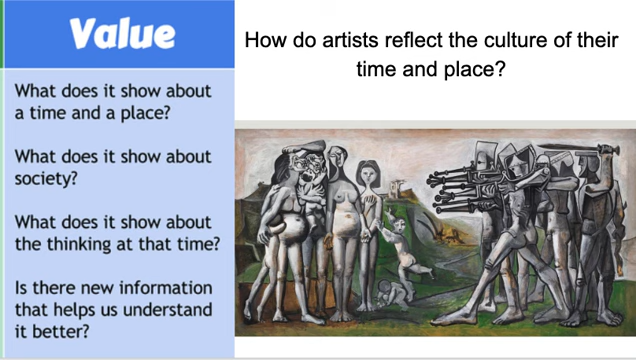 Value
What does it show about
a time and a place?
What does it show about
society?
What does it show about
the thinking at that time?
Is there new information
that helps us understand
it better?
How do artists reflect the culture of their
time and place?